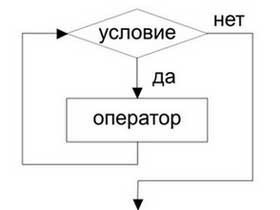 условие
нет
да
оператор